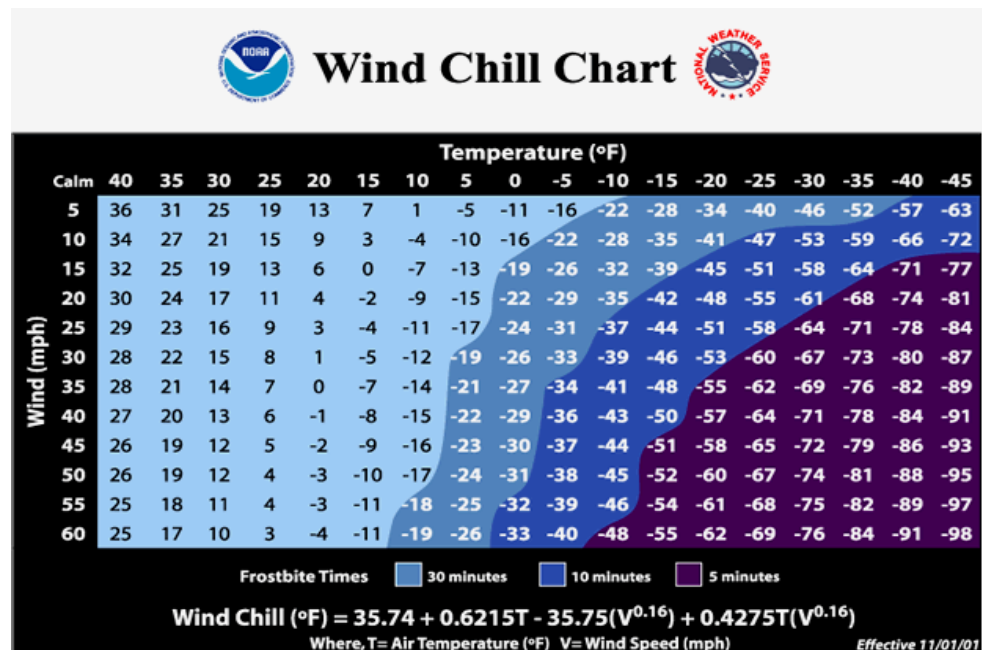 NOAA
NATIONAL WEATHER SERVICE
Wind Chill Chart
Temperature (ºF)
Calm 40 35 30 25 20 15 10 5 0 -5 -10 -15 -20 -25 -30 -35 -40 -45
5 36 31 25 19 13 7 1 -5 -11 -16 -22 -28 -34 -40 -46 -52 -57 -63
10 34 27 21 15 9 3 -4 -10 -16 -22 -28 -35 -41 -47 -53 -59 -66 -72
15 32 25 19 13 6 0 -7 -13 -19 -26 -32 -39 -45 -51 -58 -64 -71 -77
20 30 24 17 11 4 -2 -9 -15 -22 -29 -35 -42 -48 -55 -61 -68 -74 -81
25 29 23 16 9 3 -4 -11 -17 -24 -31 -37 -44 -51 -58 -64 -71 -78 -84
30 28 22 15 8 1 -5 -12 -19 -26 -33 -39 -46 -53 -60 -67 -73 -80 -87
35 28 21 14 7 0 -7 -14 -21 -27 -34 -41 -48 -55 -62 -69 -76 -82 -89
40 27 20 13 6 -1 -8 -15 -22 -29 -36 -43 -50 -57 -64 -71 -78 -84 -91
45 26 19 12 5 -2 -9 -16 -23 -30 -37 -44 -51 -58 -65 -72 -79 -86 -93
50 26 19 12 4 -3 -10 -17 -24 -31 -38 -45 -52 -60 -67 -74 -81 -88 -95
55 25 18 11 4 -3 -11 -18 -25 -32 -39 -46 -54 -61 -68 -75 -82 -89 -97
60 25 17 10 3 -4 -11 -19 -26 -33 -40 -48 -55 -62 -69 -76 -84 -91 -98
Wind (mph)
Frostbite Times 30 minutes 10 minutes 5 minutes
Wind Chill (ºF) = 35.74 + 0.6215T - 35.75(V^0.16) + 0.4275T(V^0.16)
Where, T= Air Temperature (ºF) V= Wind Speed (mph)
Effective 11/01/01